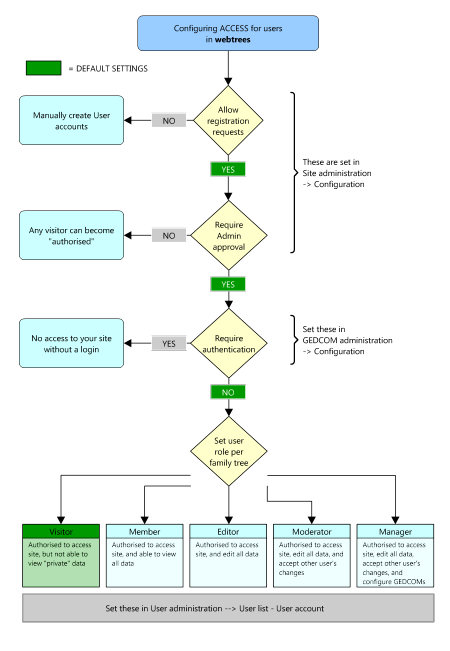 Configuring ACCESS for users
in webtrees
= DEFAULT SETTINGS
Allow
registration
requests
NO
Manually create User
accounts
YES
These are set in
Site administration
-> Configuration
Require
Admin
approval
NO
Any visitor can become
"authorised"
YES
Require
authentication
YES
No access to your site
without a login
Set these in
GEDCOM administration
-> Configuration
NO
Set user
role per
family tree
Visitor
Authorised to access
site, but not able to
view "private" data
Member
Authorised to access
site, and able to view
all data
Editor
Authorised to access
site, and edit all data
Moderator
Authorised to access
site, edit all data, and
accept other user's
changes
Manager
Authorised to access
site, edit all data,
accept other user's
changes, and
configure GEDCOMs
Set these in User administration --> User list - User account